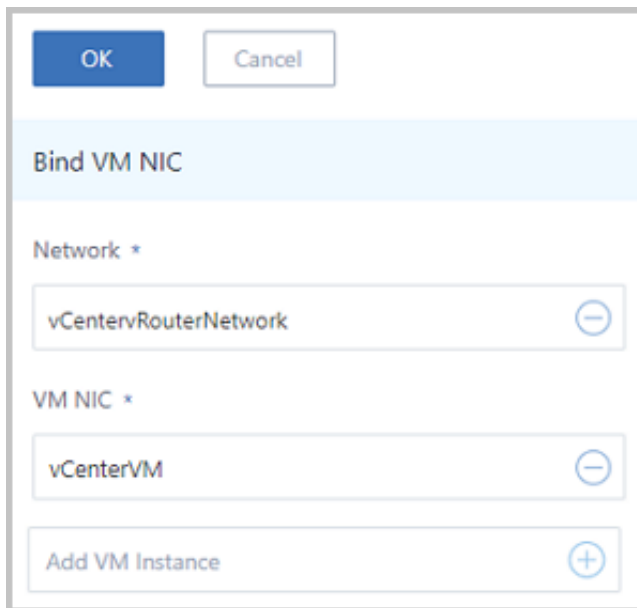 OK
Cancel
Bind VM NIC
Network *
vCentervRouterNetwork
VM NIC *
vCenterVM
Add VM Instance